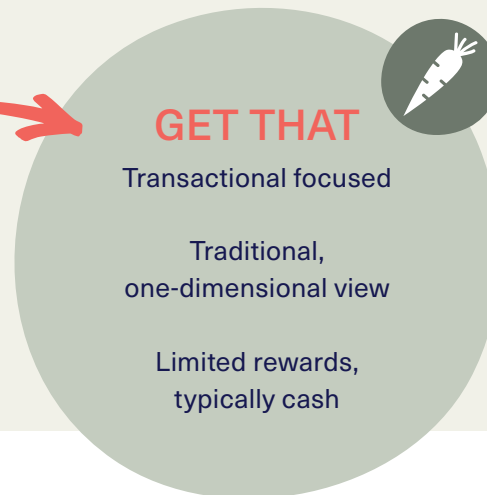 GET THAT
Transactional focused
Traditional,
one-dimensional view
Limited rewards,
typically cash